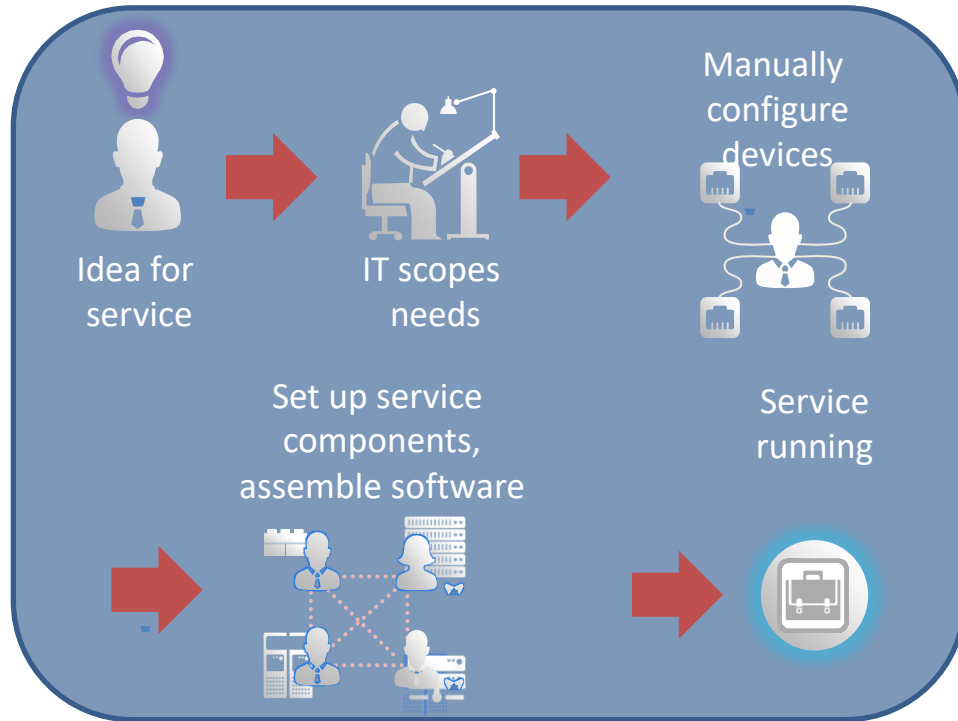 Idea for
service
IT scopes
needs
Manually
configure
devices
Set up service
components,
assemble software
Service
running